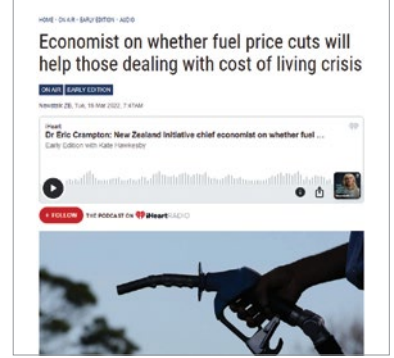 HOME › ON AIR › EARLY EDITION › AUDIO
Economist on whether fuel price cuts will
help those dealing with cost of living crisis
ON AIR EARLY EDITION
Newstalk ZB, Tue, 15 Mar 2022, 7:47AM
iHeart
Dr Eric Crampton: New Zealand Initiative chief economist on whether fuel ...
Early Edition with Kate Hawkesby
+ FOLLOW THE PODCAST ON iHeartRADIO